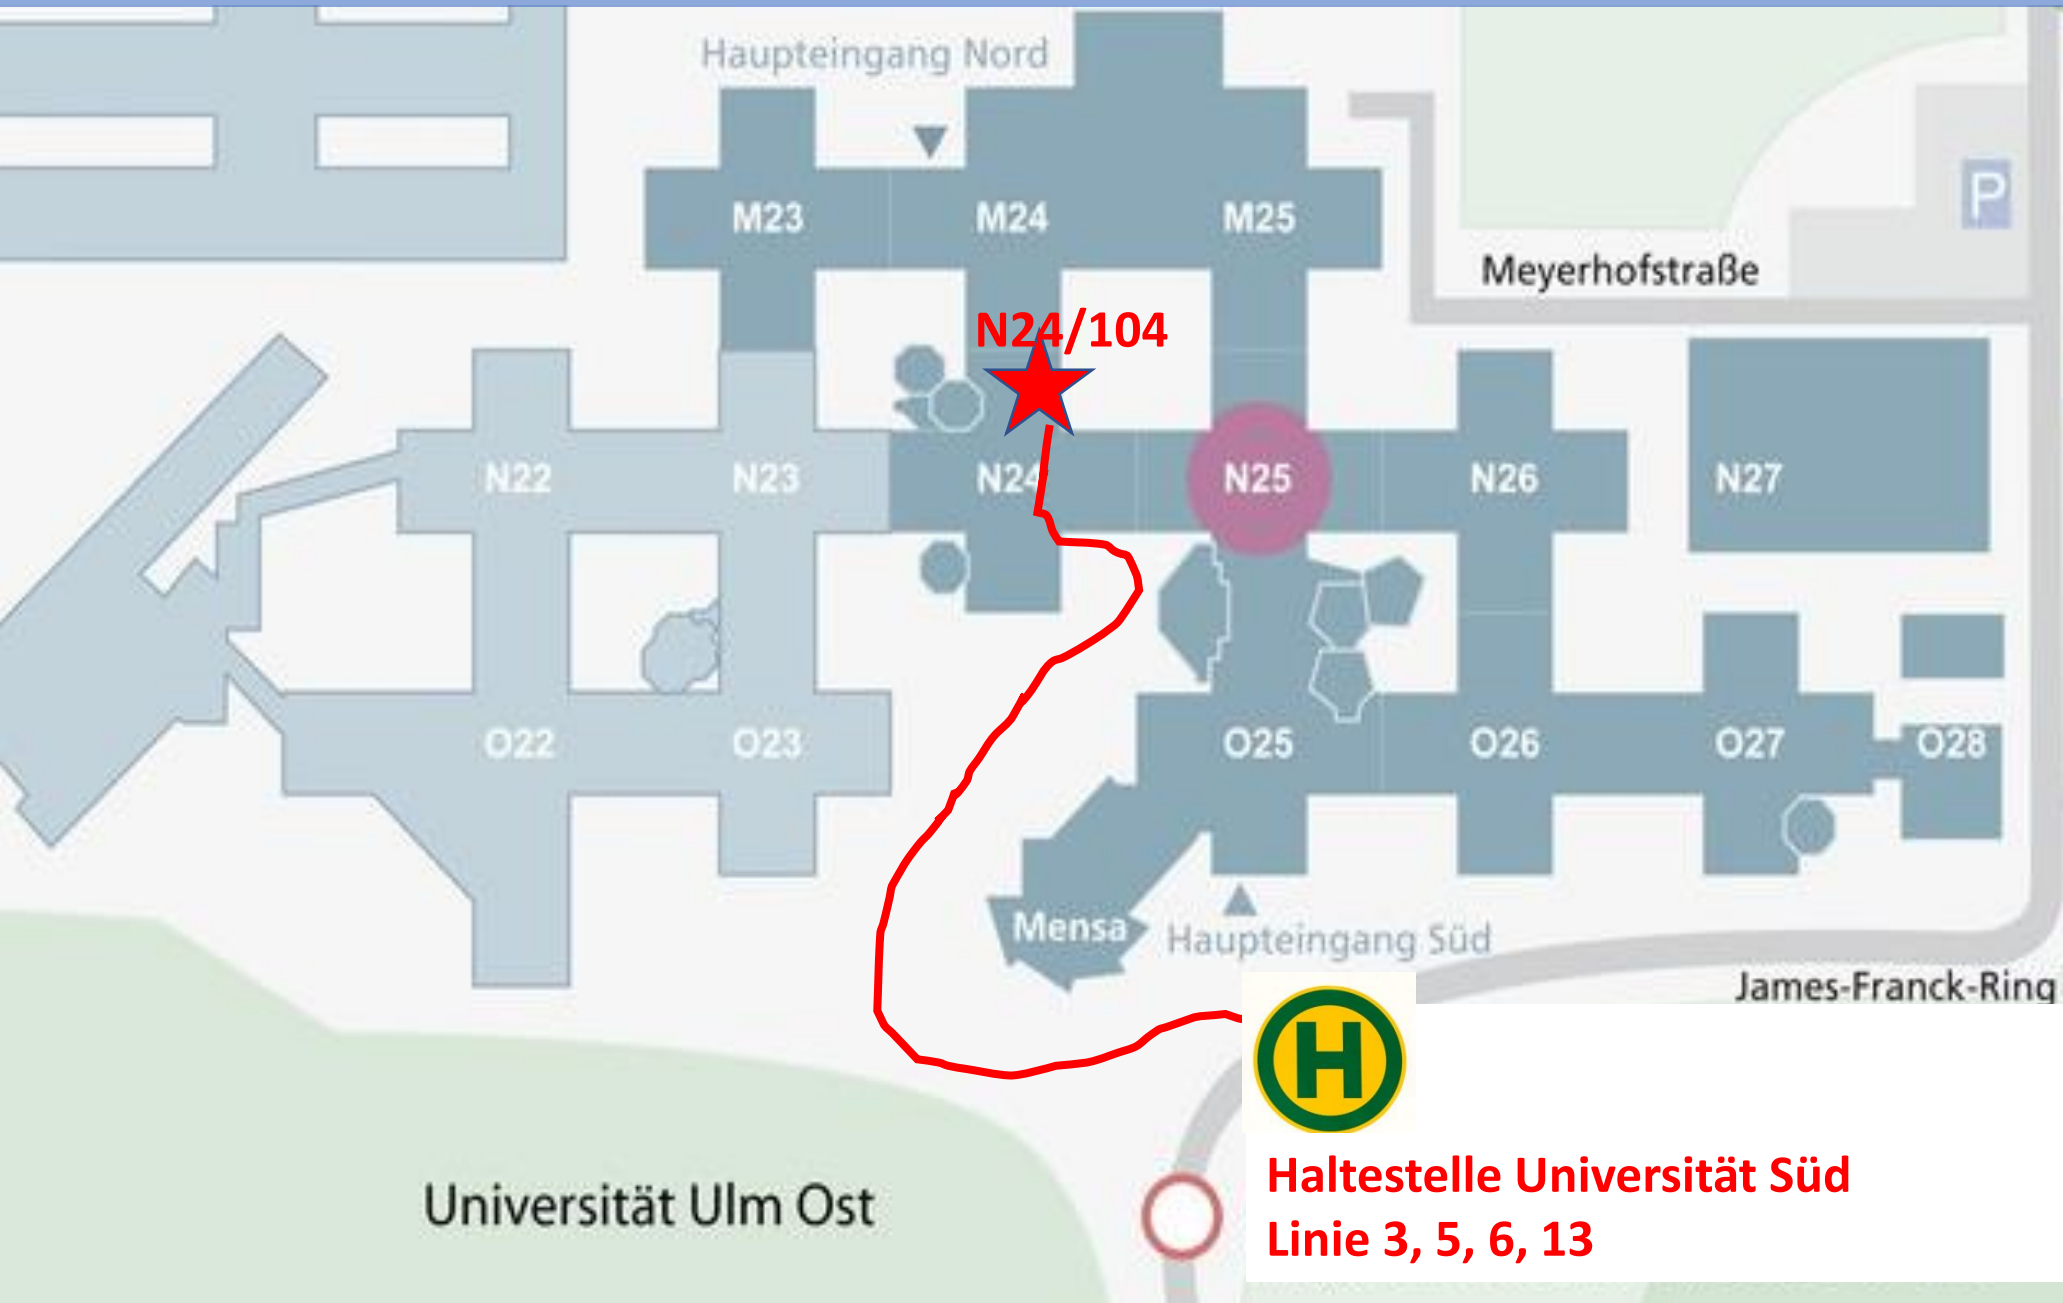 Haupteingang Nord
M23
M24
M25
P
Meyerhofstraße
N24/104
N22
N23
N24
N25
N26
N27
O22
O23
O25
O26
O27
O28
Mensa
Haupteingang Süd
James-Franck-Ring
H
Haltestelle Universität Süd
Linie 3, 5, 6, 13
Universität Ulm Ost